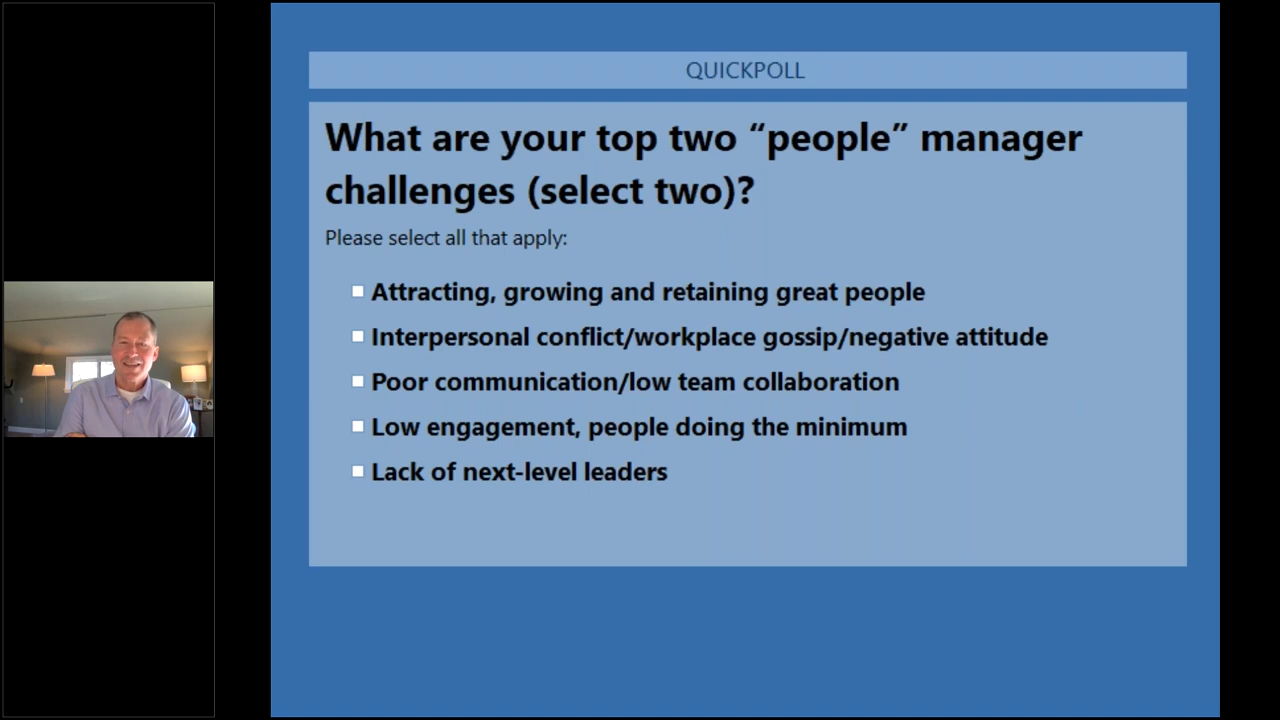 QUICKPOLL
What are your top two “people” manager
challenges (select two)?
Please select all that apply:
Attracting, growing and retaining great people
Interpersonal conflict/workplace gossip/negative attitude
Poor communication/low team collaboration
Low engagement, people doing the minimum
Lack of next-level leaders